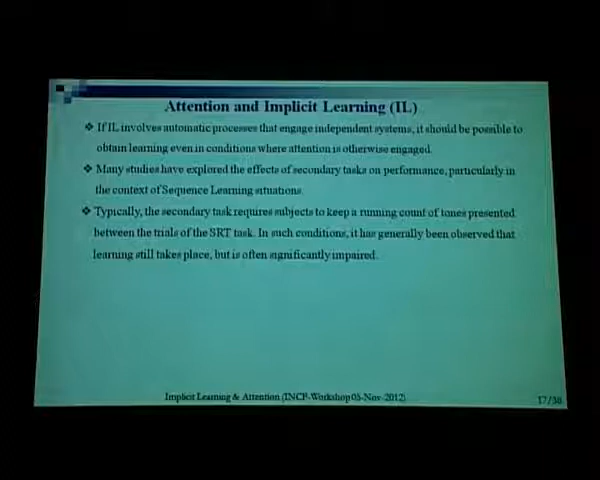 Attention and Implicit Learning (IL)
❖ If IL involves automatic processes that engage independent systems, it should be possible to
obtain learning even in conditions where attention is otherwise engaged.
❖ Many studies have explored the effects of secondary tasks on performance, particularly in
the context of Sequence Learning situations.
❖ Typically, the secondary task requires subjects to keep a running count of tones presented
between the trials of the SRT task. In such conditions, it has generally been observed that
learning still takes place, but is often significantly impaired.
Implicit Learning & Attention (INCP-Workshop 05-Nov-2012)
17/36